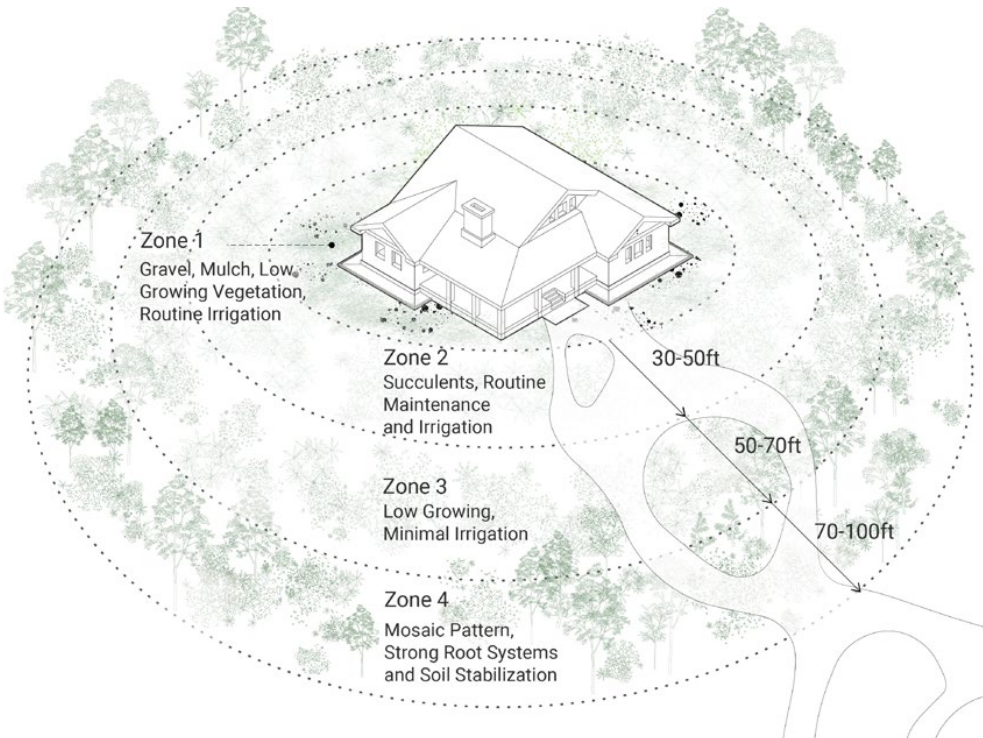 Zone 1
Gravel, Mulch, Low
Growing Vegetation,
Routine Irrigation
Zone 2
Succulents, Routine
Maintenance
and Irrigation
30-50ft
50-70ft
Zone 3
Low Growing,
Minimal Irrigation
70-100ft
Zone 4
Mosaic Pattern,
Strong Root Systems
and Soil Stabilization